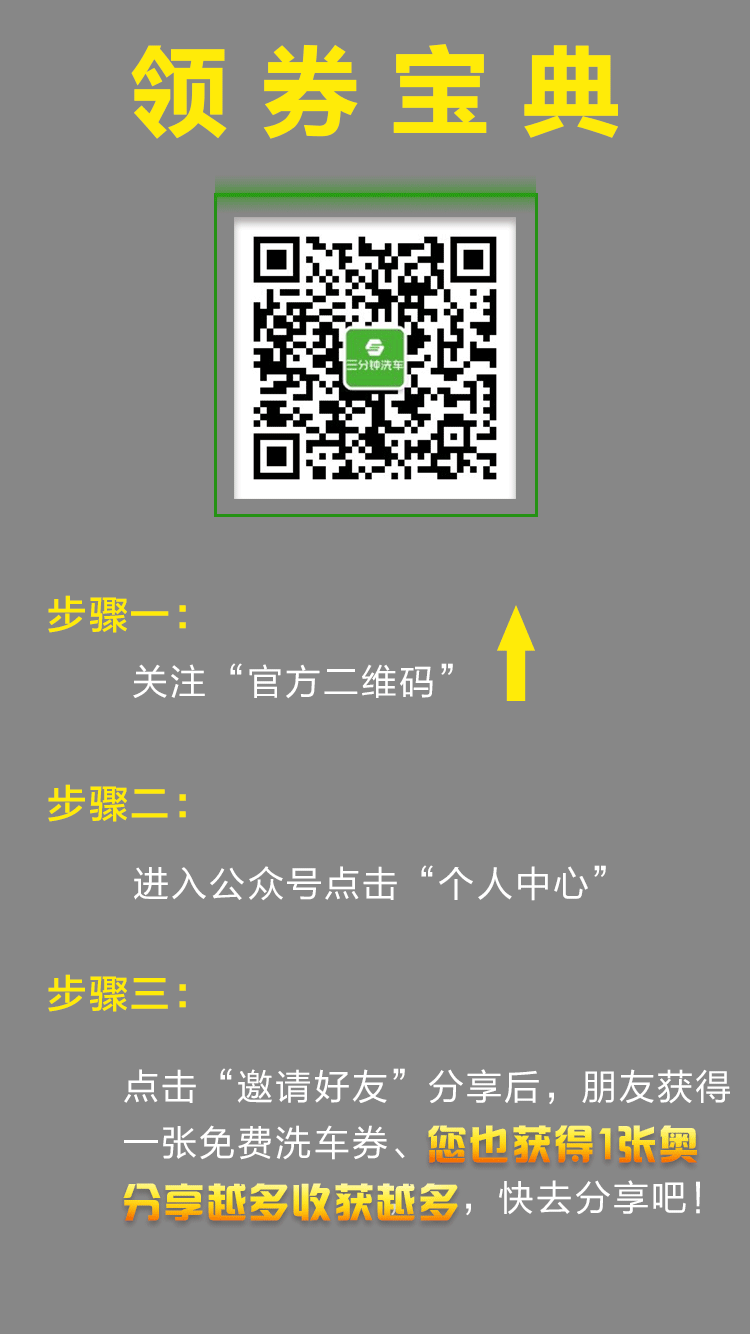 领券宝典
三分钟洗车
步骤一：
关注“官方二维码”
步骤二：
进入公众号点击“个人中心”
步骤三：
点击“邀请好友”分享后，朋友获得
一张免费洗车券、您也获得1张奥
分享越多收获越多，快去分享吧！